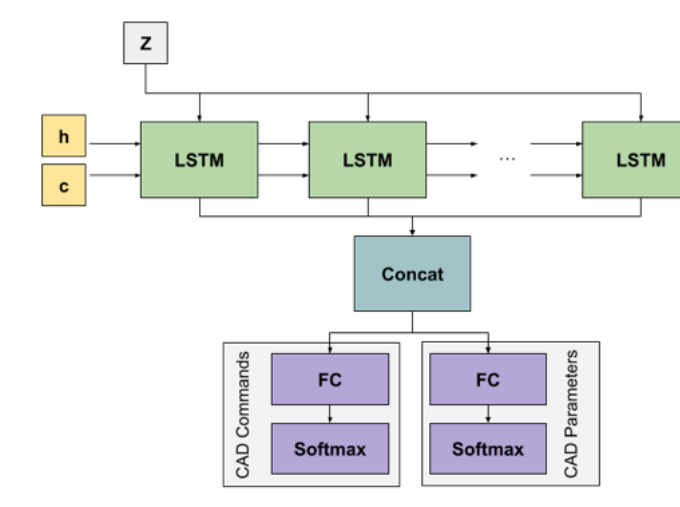 Z
h
c
LSTM
LSTM
...
LSTM
Concat
CAD Commands
FC
Softmax
FC
Softmax
CAD Parameters